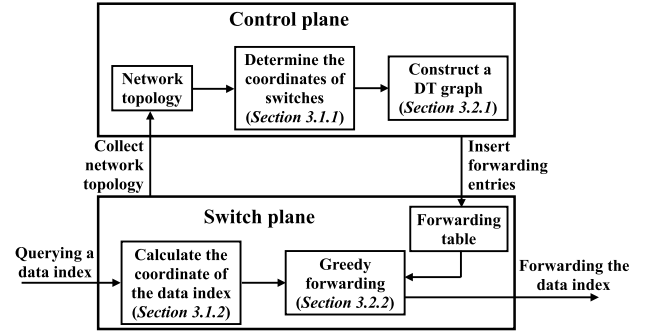 Control plane
Network
topology
Determine the
coordinates of
switches
(Section 3.1.1)
Construct a
DT graph
(Section 3.2.1)
Collect
network
topology
Insert
forwarding
entries
Switch plane
Forwarding
table
Querying a
data index
Calculate the
coordinate of
the data index
(Section 3.1.2)
Greedy
forwarding
(Section 3.2.2)
Forwarding the
data index